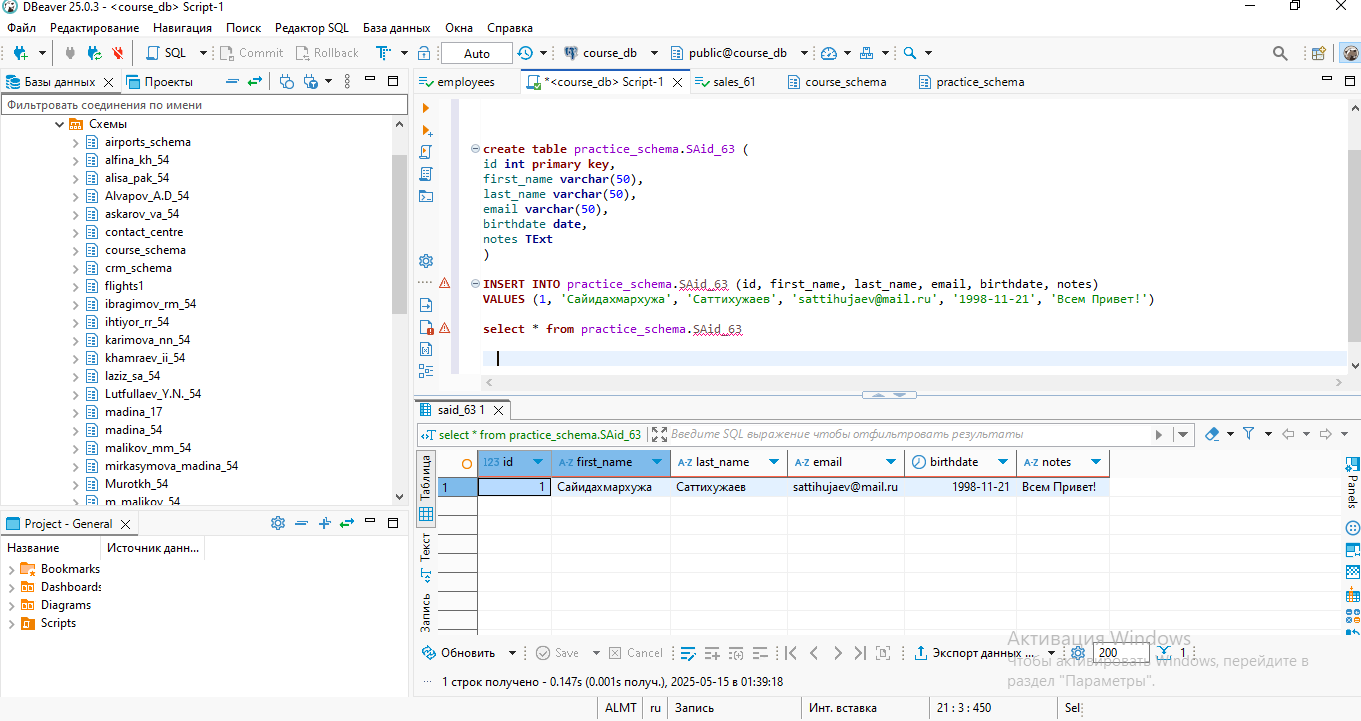 DBeaver 25.0.3 - <course_db> Script-1
Файл Редактирование Навигация Поиск Редактор SQL База данных Окна Справка
SQL Commit Rollback Auto course_db public@course_db
Базы данных Проекты
employees *<course_db> Script-1 sales_61 course_schema practice_schema
Фильтровать соединения по имени
Схемы
airports_schema
alfina_kh_54
alisa_pak_54
Alvapov_A.D_54
askarov_va_54
contact_centre
course_schema
crm_schema
flights1
ibragimov_rm_54
ihtiyor_rr_54
karimova_nn_54
khamraev_ii_54
laziz_sa_54
Lutfullaev_Y.N._54
madina_17
madina_54
malikov_mm_54
mirkasymova_madina_54
Murotkh_54
m_malikov_54
create table practice_schema.SAid_63 (
id int primary key,
first_name varchar(50),
last_name varchar(50),
email varchar(50),
birthdate date,
notes TExt
)
INSERT INTO practice_schema.SAid_63 (id, first_name, last_name, email, birthdate, notes)
VALUES (1, 'Сайидахмархужа', 'Саттихужаев', 'sattihujaev@mail.ru', '1998-11-21', 'Всем Привет!')
select * from practice_schema.SAid_63
said_63 1
select * from practice_schema.SAid_63 Введите SQL выражение чтобы отфильтровать результаты
Таблица
Текст
Запись
123 id A-Z first_name A-Z last_name A-Z email birthdate A-Z notes
1 1 Сайидахмархужа Саттихужаев sattihujaev@mail.ru 1998-11-21 Всем Привет!
Panels
Project - General
Название Источник данн...
Bookmarks
Dashboards
Diagrams
Scripts
Обновить Save Cancel Экспорт данных ... 200 1
1 строк получено - 0.147s (0.001s получ.), 2025-05-15 в 01:39:18
Активация Windows
Чтобы активировать Windows, перейдите в
раздел "Параметры".
ALMT ru Запись Инт. вставка 21 : 3 : 450 Sel